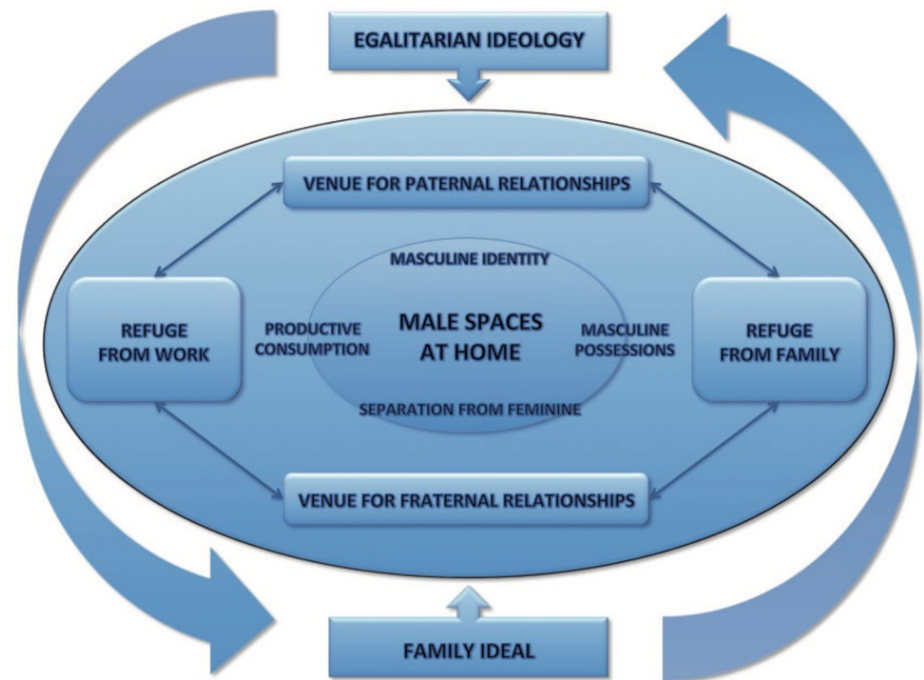 EGALITARIAN IDEOLOGY
VENUE FOR PATERNAL RELATIONSHIPS
MASCULINE IDENTITY
REFUGE
FROM WORK
PRODUCTIVE
CONSUMPTION
MALE SPACES
AT HOME
MASCULINE
POSSESSIONS
REFUGE
FROM FAMILY
SEPARATION FROM FEMININE
VENUE FOR FRATERNAL RELATIONSHIPS
FAMILY IDEAL